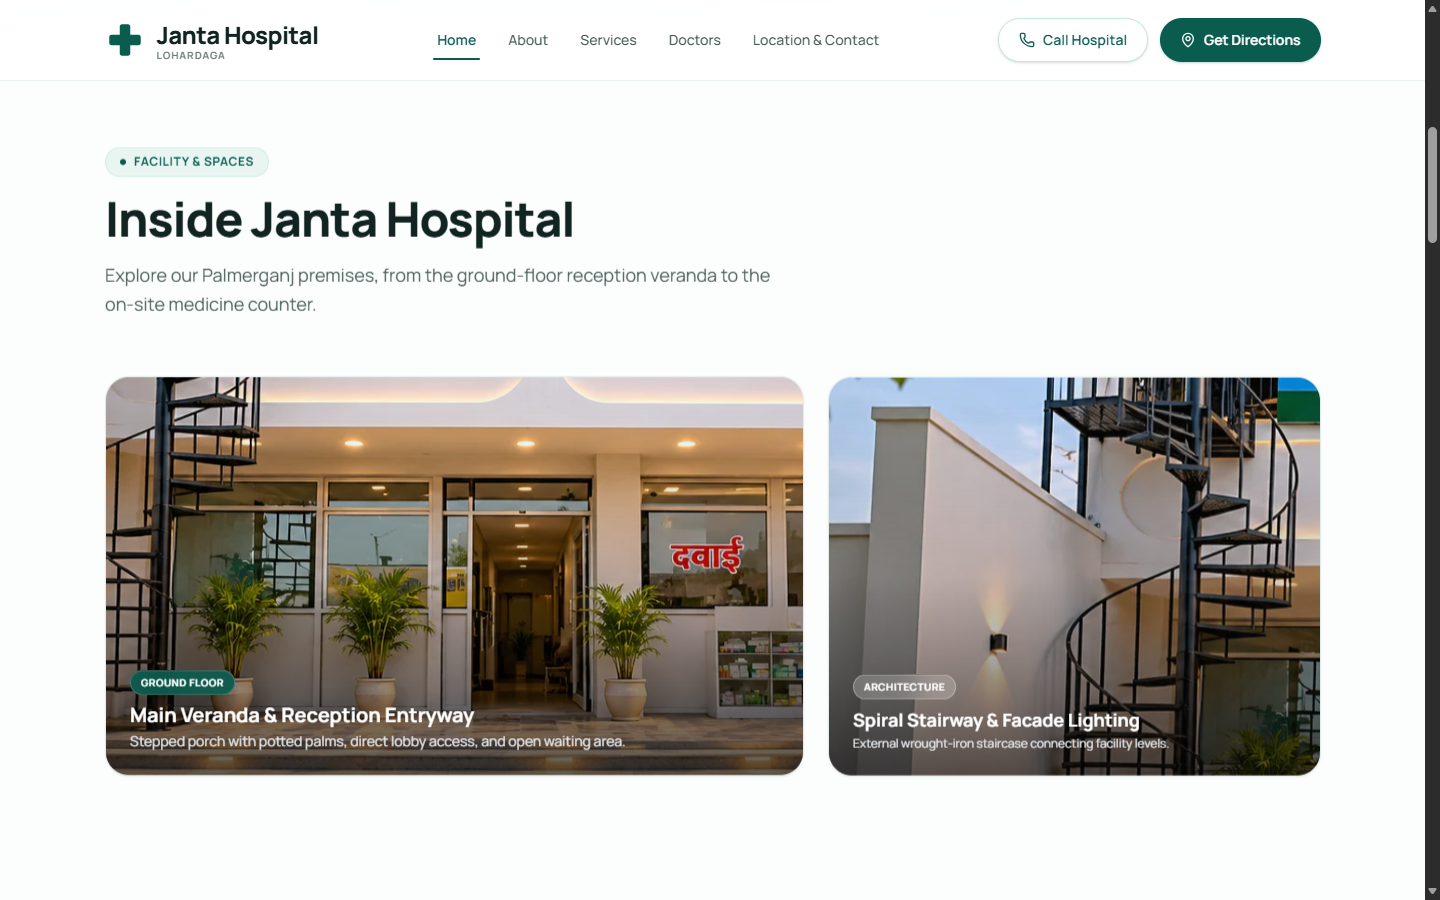 Janta Hospital
LOHARDAGA
Home
About
Services
Doctors
Location & Contact
Call Hospital
Get Directions
FACILITY & SPACES
Inside Janta Hospital
Explore our Palmerganj premises, from the ground-floor reception veranda to the
on-site medicine counter.
दवाई
GROUND FLOOR
Main Veranda & Reception Entryway
Stepped porch with potted palms, direct lobby access, and open waiting area.
ARCHITECTURE
Spiral Stairway & Facade Lighting
External wrought-iron staircase connecting facility levels.